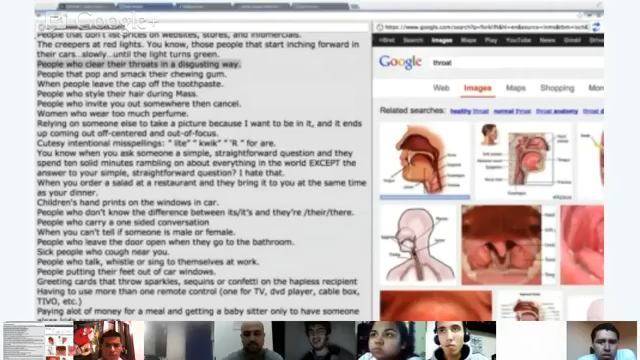 Google+
People that don't list prices on websites, stores, and infomercials.
The creepers at red lights. You know, those people that start inching forward in
their cars..slowly...until the light turns green.
People who clear their throats in a disgusting way.
People that pop and smack their chewing gum.
When people leave the cap off the toothpaste.
People who style their hair during Mass.
People who invite you out somewhere then cancel.
Women who wear too much perfume.
Relying on someone else to take a picture because I want to be in it, and it ends
up coming out off-centered and out-of-focus.
Cutesy intentional misspellings: " lite" " kwik" " R " for are.
You know when you ask someone a simple, straightforward question and they
spend ten solid minutes rambling on about everything in the world EXCEPT the
answer to your simple, straightforward question? I hate that.
When you order a salad at a restaurant and they bring it to you at the same time
as your dinner.
Children's hand prints on the windows in car.
People who don't know the difference between its/it's and they're /their/there.
People who carry a one sided conversation
When you can't tell if someone is male or female.
People who leave the door open when they go to the bathroom.
Sick people who cough near you.
People who talk, whistle or sing to themselves at work.
People putting their feet out of car windows.
Greeting cards that throw sparkles, sequins or confetti on the hapless recipient
Having to use more than one remote control (one for TV, dvd player, cable box,
TIVO, etc.)
Paying alot of money for a meal and getting a baby sitter only to have someone
Search Images Maps Play YouTube News Gmail Drive
Google
throat
Web Images Maps Shopping
Related searches: healthy throat normal throat throat anatomy